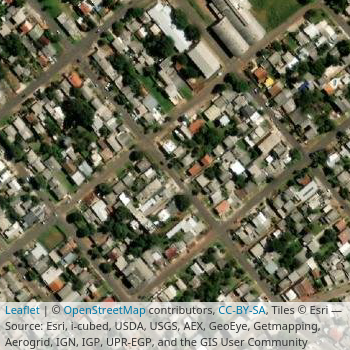 Leaflet | © OpenStreetMap contributors, CC-BY-SA, Tiles © Esri —
Source: Esri, i-cubed, USDA, USGS, AEX, GeoEye, Getmapping,
Aerogrid, IGN, IGP, UPR-EGP, and the GIS User Community